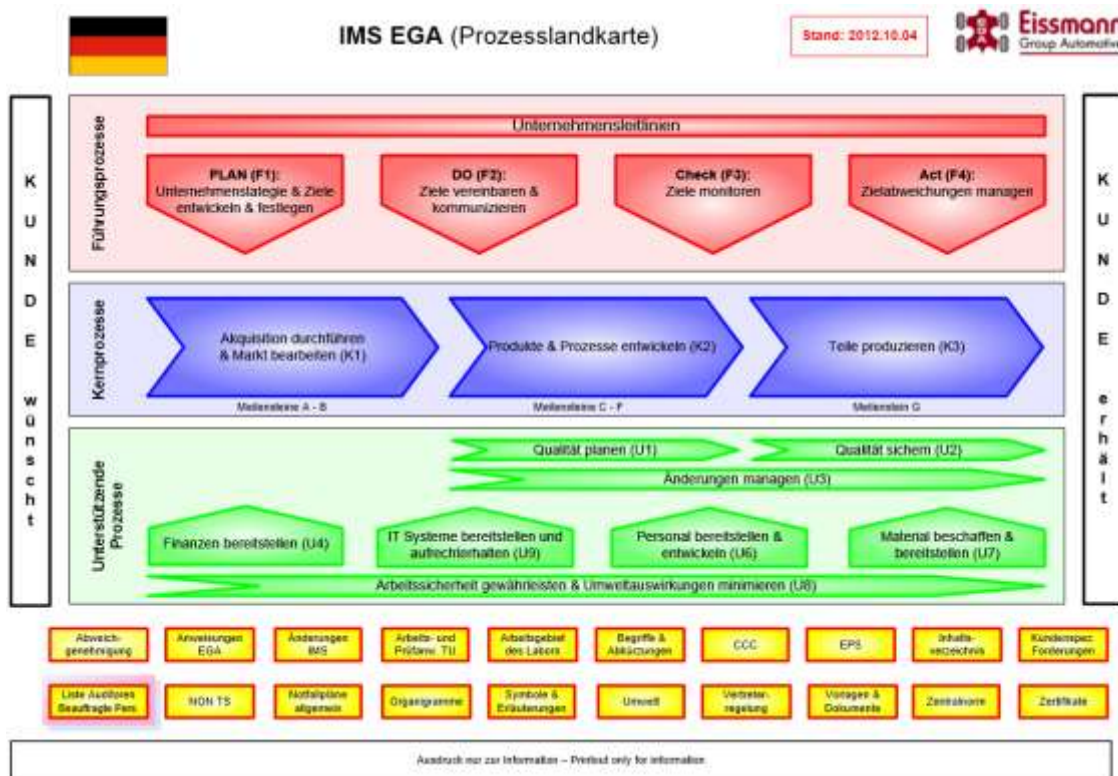 IMS EGA (Prozesslandkarte)
Stand: 2012.10.04
Eissmann
Group Automotive
KUNDE wünscht
Führungsprozesse
Unternehmensleitlinien
PLAN (F1):
Unternehmenstategie & Ziele
entwickeln & festlegen
DO (F2):
Ziele vereinbaren &
kommunizieren
Check (F3):
Ziele monitoren
Act (F4):
Zielabweichungen managen
KUNDE erhält
Kernprozesse
Akquisition durchführen
& Markt bearbeiten (K1)
Produkte & Prozesse entwickeln (K2)
Teile produzieren (K3)
Meilensteine A - B
Meilensteine C - F
Meilenstein G
Unterstützende
Prozesse
Qualität planen (U1)
Qualität sichern (U2)
Änderungen managen (U3)
Finanzen bereitstellen (U4)
IT Systeme bereitstellen und
aufrechterhalten (U9)
Personal bereitstellen &
entwickeln (U6)
Material beschaffen &
bereitstellen (U7)
Arbeitssicherheit gewährleisten & Umweltauswirkungen minimieren (U8)
Abweich-
genehmigung
Anweisungen
EGA
Änderungen
IMS
Arbeits- und
Prüfanw. TU
Arbeitsgebiet
des Labors
Begriffe &
Abkürzungen
CCC
EPS
Inhalts-
verzeichnis
Kundenspez.
Forderungen
Liste Auditoren
Beauftragte Pers
NON TS
Notfallpläne
allgemein
Organigramme
Symbole &
Erläuterungen
Umwelt
Vertreter-
regelung
Vorlagen &
Dokumente
Zentralnorm
Zertifikate
Ausdruck nur zur Information – Printout only for information